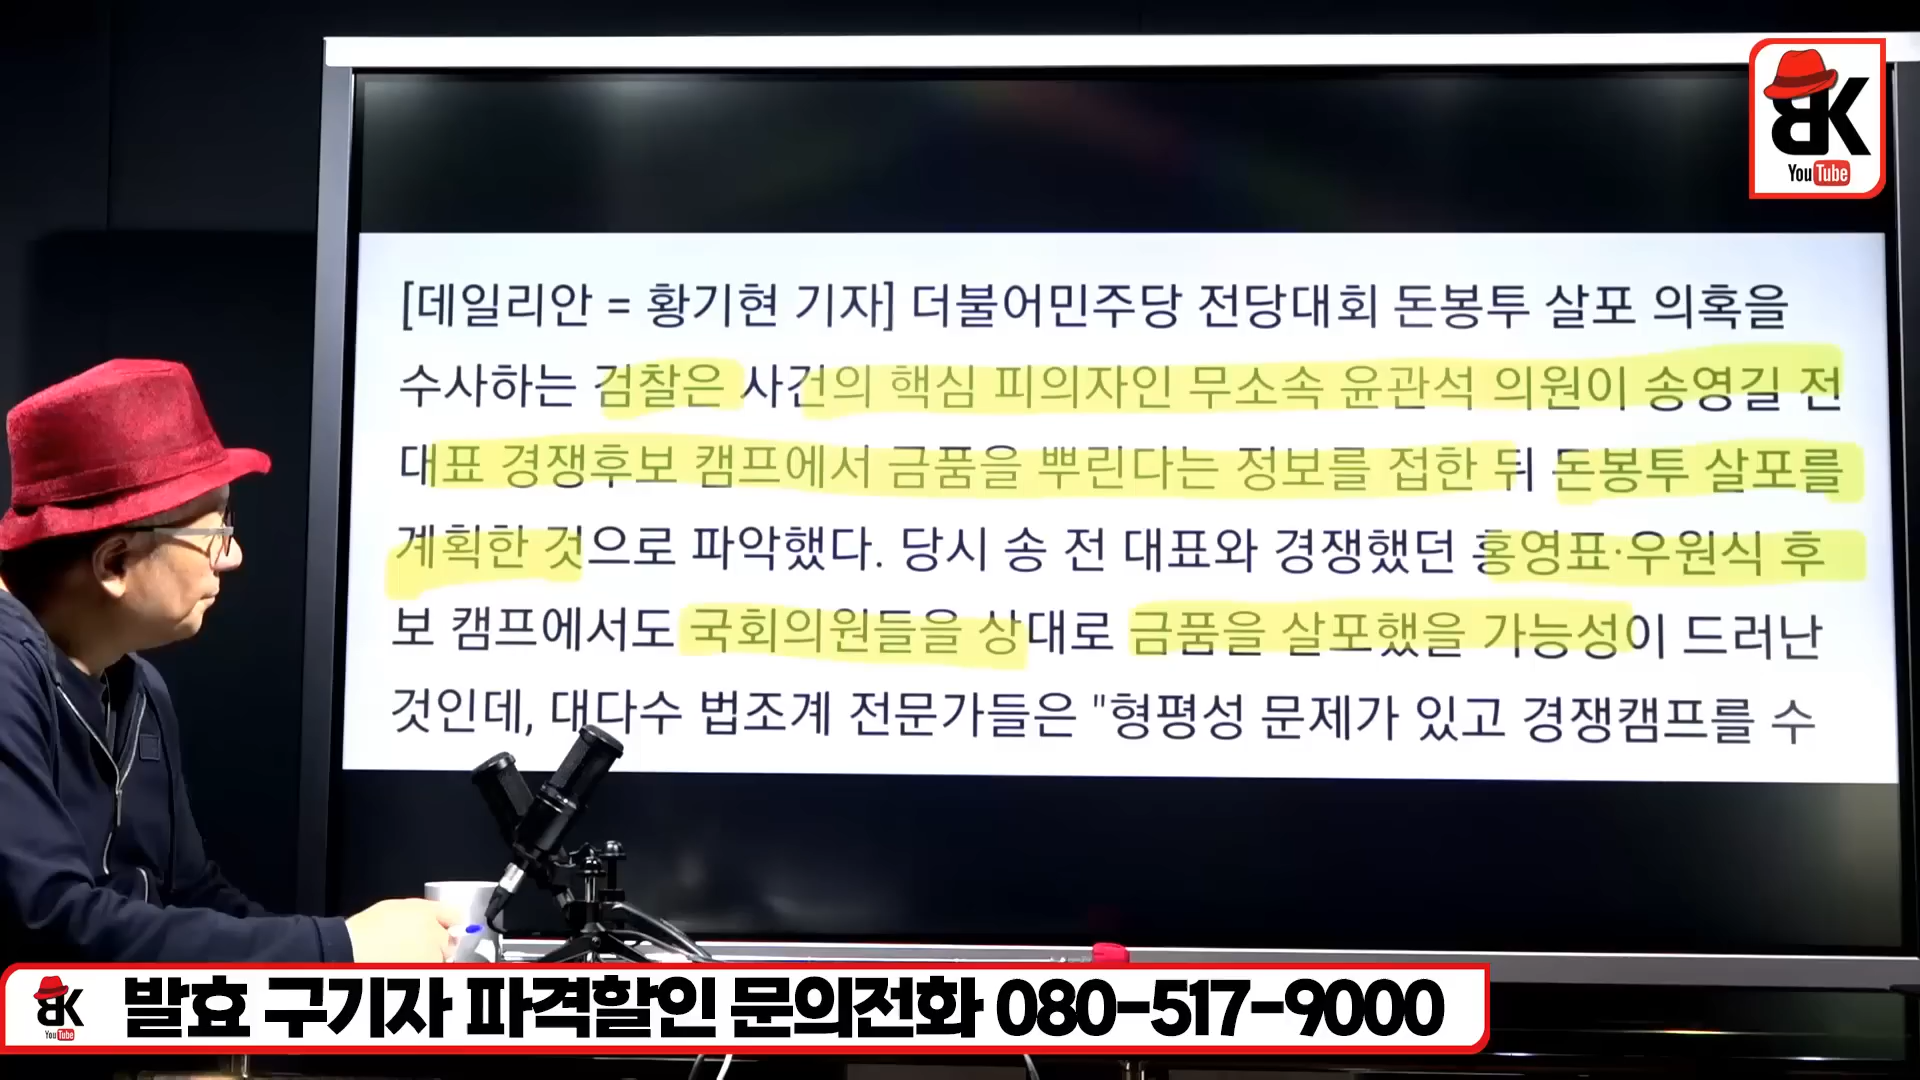 BK
YouTube
[데일리안 = 황기현 기자] 더불어민주당 전당대회 돈봉투 살포 의혹을
수사하는 검찰은 사건의 핵심 피의자인 무소속 윤관석 의원이 송영길 전
대표 경쟁후보 캠프에서 금품을 뿌린다는 정보를 접한 뒤 돈봉투 살포를
계획한 것으로 파악했다. 당시 송 전 대표와 경쟁했던 홍영표·우원식 후
보 캠프에서도 국회의원들을 상대로 금품을 살포했을 가능성이 드러난
것인데, 대다수 법조계 전문가들은 "형평성 문제가 있고 경쟁캠프를 수
BK
YouTube
발효 구기자 파격할인 문의전화 080-517-9000